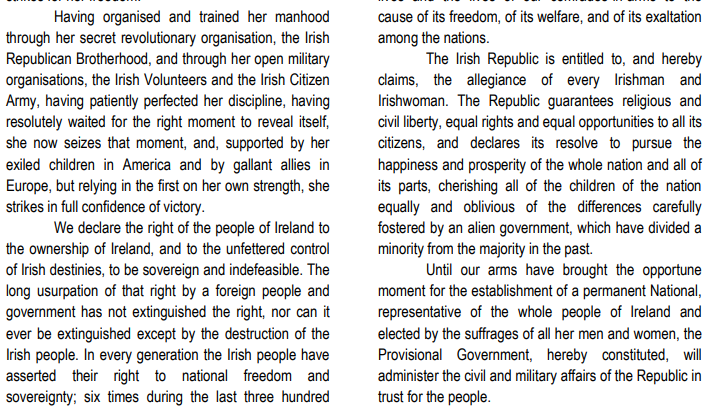 Having organised and trained her manhood
through her secret revolutionary organisation, the Irish
Republican Brotherhood, and through her open military
organisations, the Irish Volunteers and the Irish Citizen
Army, having patiently perfected her discipline, having
resolutely waited for the right moment to reveal itself,
she now seizes that moment, and, supported by her
exiled children in America and by gallant allies in
Europe, but relying in the first on her own strength, she
strikes in full confidence of victory.
We declare the right of the people of Ireland to
the ownership of Ireland, and to the unfettered control
of Irish destinies, to be sovereign and indefeasible. The
long usurpation of that right by a foreign people and
government has not extinguished the right, nor can it
ever be extinguished except by the destruction of the
Irish people. In every generation the Irish people have
asserted their right to national freedom and
sovereignty; six times during the last three hundred
cause of its freedom, of its welfare, and of its exaltation
among the nations.
The Irish Republic is entitled to, and hereby
claims, the allegiance of every Irishman and
Irishwoman. The Republic guarantees religious and
civil liberty, equal rights and equal opportunities to all its
citizens, and declares its resolve to pursue the
happiness and prosperity of the whole nation and all of
its parts, cherishing all of the children of the nation
equally and oblivious of the differences carefully
fostered by an alien government, which have divided a
minority from the majority in the past.
Until our arms have brought the opportune
moment for the establishment of a permanent National,
representative of the whole people of Ireland and
elected by the suffrages of all her men and women, the
Provisional Government, hereby constituted, will
administer the civil and military affairs of the Republic in
trust for the people.